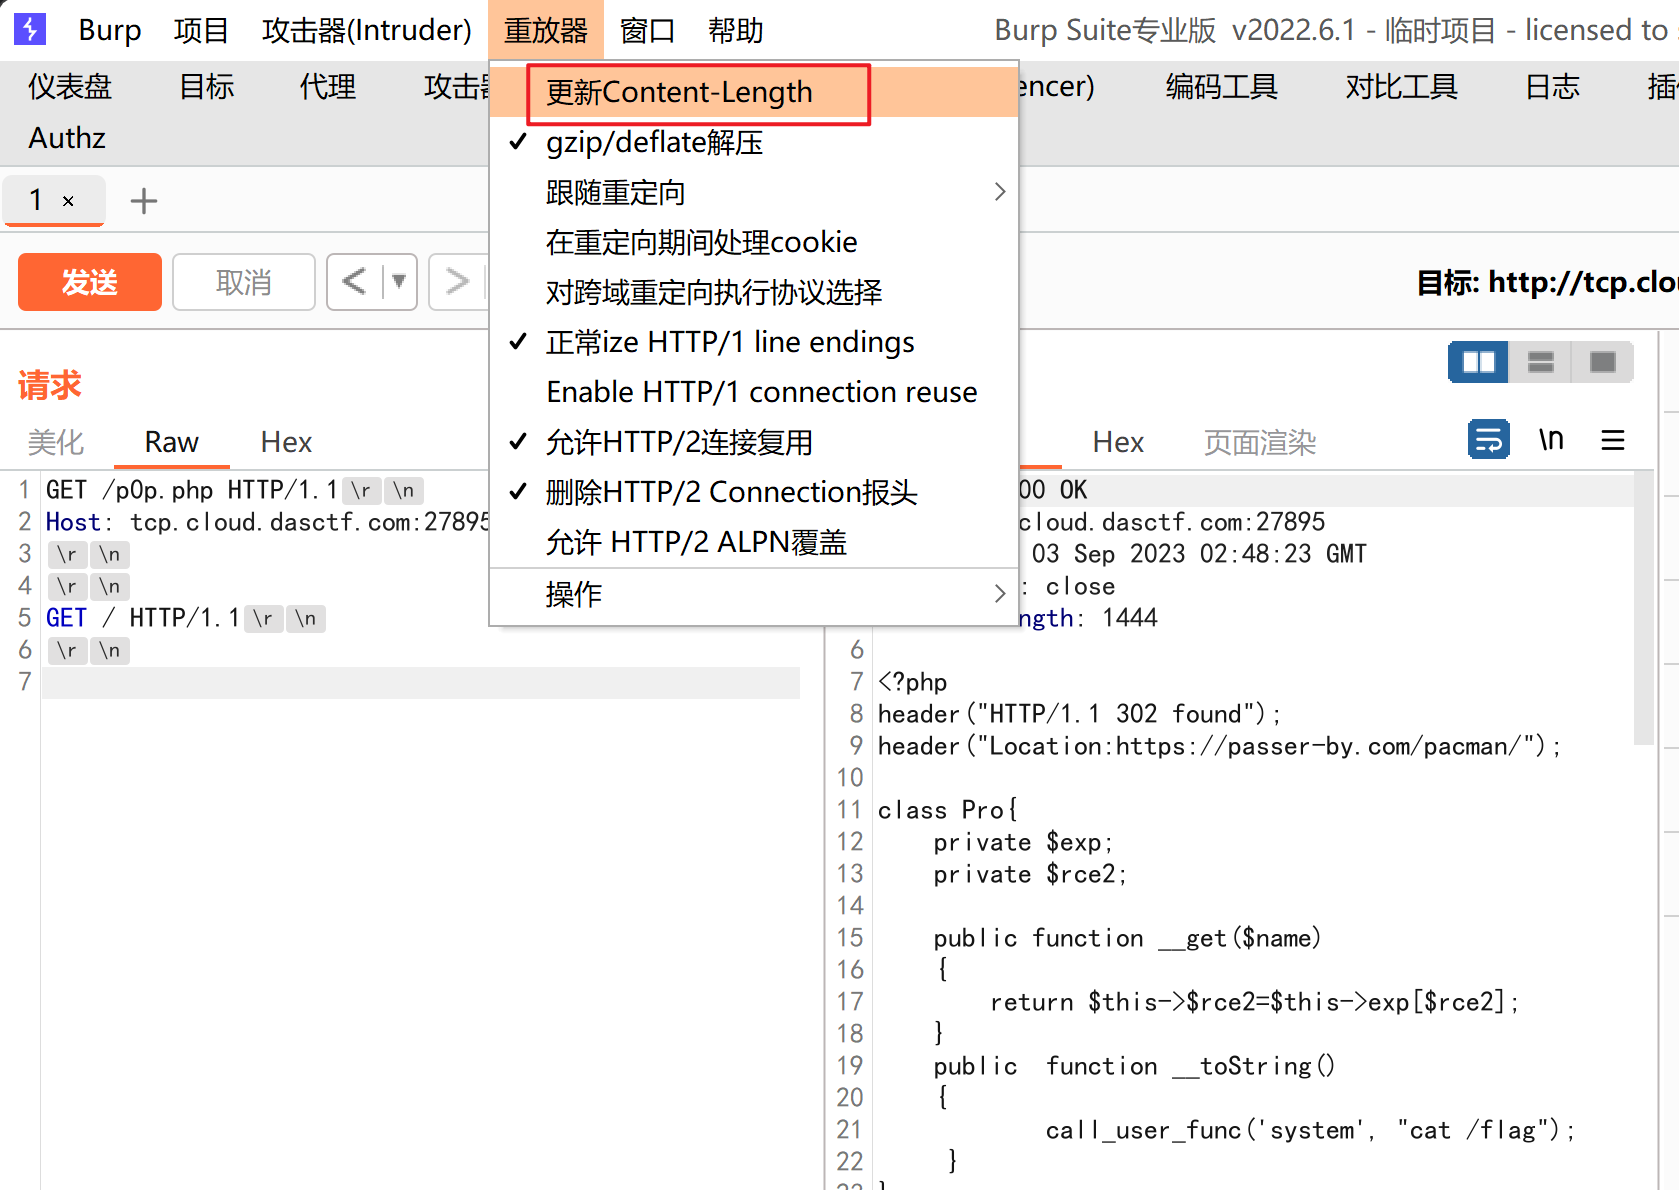 Burp 项目 攻击器(Intruder) 重放器 窗口 帮助 Burp Suite专业版 v2022.6.1 - 临时项目 - licensed to
仪表盘 目标 代理 攻击 encer) 编码工具 对比工具 日志
Authz
更新Content-Length
✓ gzip/deflate解压
跟随重定向 >
在重定向期间处理cookie
对跨域重定向执行协议选择
✓ 正常ize HTTP/1 line endings
Enable HTTP/1 connection reuse
✓ 允许HTTP/2连接复用
✓ 删除HTTP/2 Connection报头
允许 HTTP/2 ALPN覆盖
操作 >
1 × +
发送 取消 < ▼ > 目标: http://tcp.clo
请求
美化 Raw Hex
1 GET /p0p.php HTTP/1.1 \r \n
2 Host: tcp.cloud.dasctf.com:27895
3 \r \n
4 \r \n
5 GET / HTTP/1.1 \r \n
6 \r \n
7
Hex 页面渲染 \n
00 OK
cloud.dasctf.com:27895
03 Sep 2023 02:48:23 GMT
: close
ngth: 1444
6
7 <?php
8 header("HTTP/1.1 302 found");
9 header("Location:https://passer-by.com/pacman/");
10
11 class Pro{
12 private $exp;
13 private $rce2;
14
15 public function __get($name)
16 {
17 return $this->$rce2=$this->exp[$rce2];
18 }
19 public  function __toString()
20 {
21 call_user_func('system', "cat /flag");
22 }